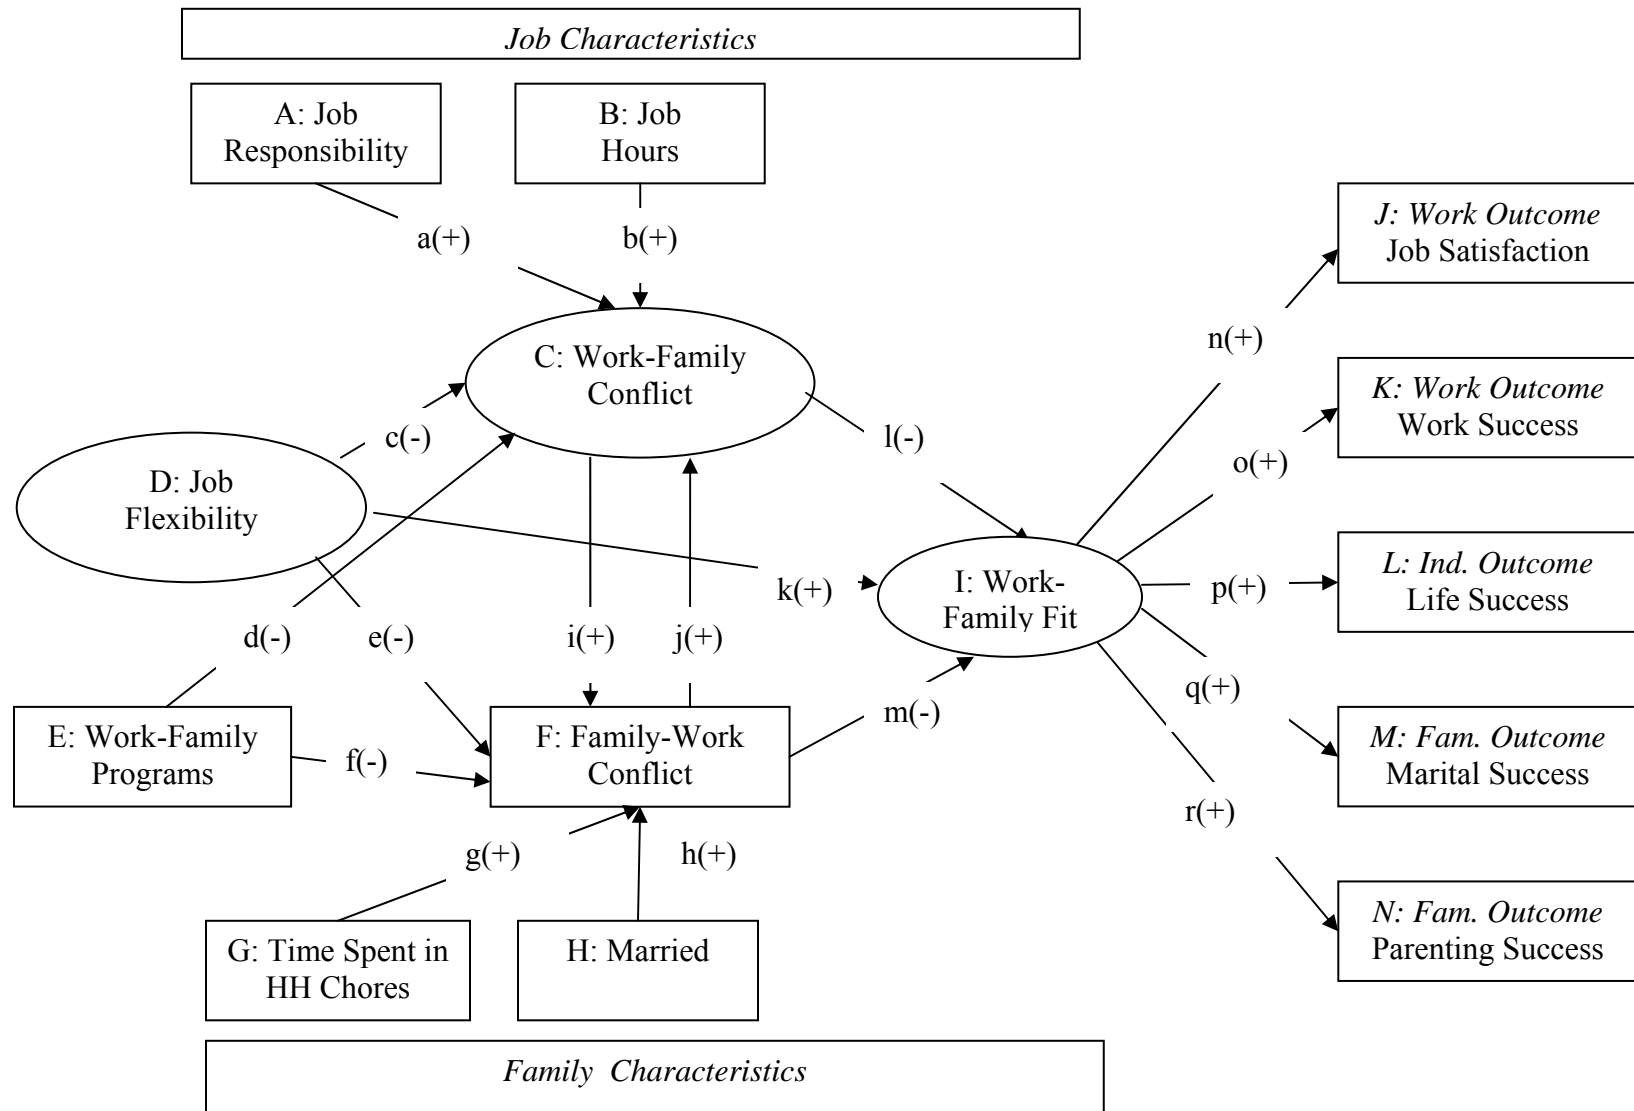 Job Characteristics
A: Job
Responsibility
B: Job
Hours
a(+)
b(+)
J: Work Outcome
Job Satisfaction
n(+)
C: Work-Family
Conflict
K: Work Outcome
Work Success
c(-)
l(-)
o(+)
D: Job
Flexibility
L: Ind. Outcome
Life Success
k(+)
I: Work-
Family Fit
p(+)
d(-)
e(-)
i(+)
j(+)
q(+)
m(-)
E: Work-Family
Programs
f(-)
F: Family-Work
Conflict
M: Fam. Outcome
Marital Success
r(+)
g(+)
h(+)
G: Time Spent in
HH Chores
H: Married
N: Fam. Outcome
Parenting Success
Family Characteristics